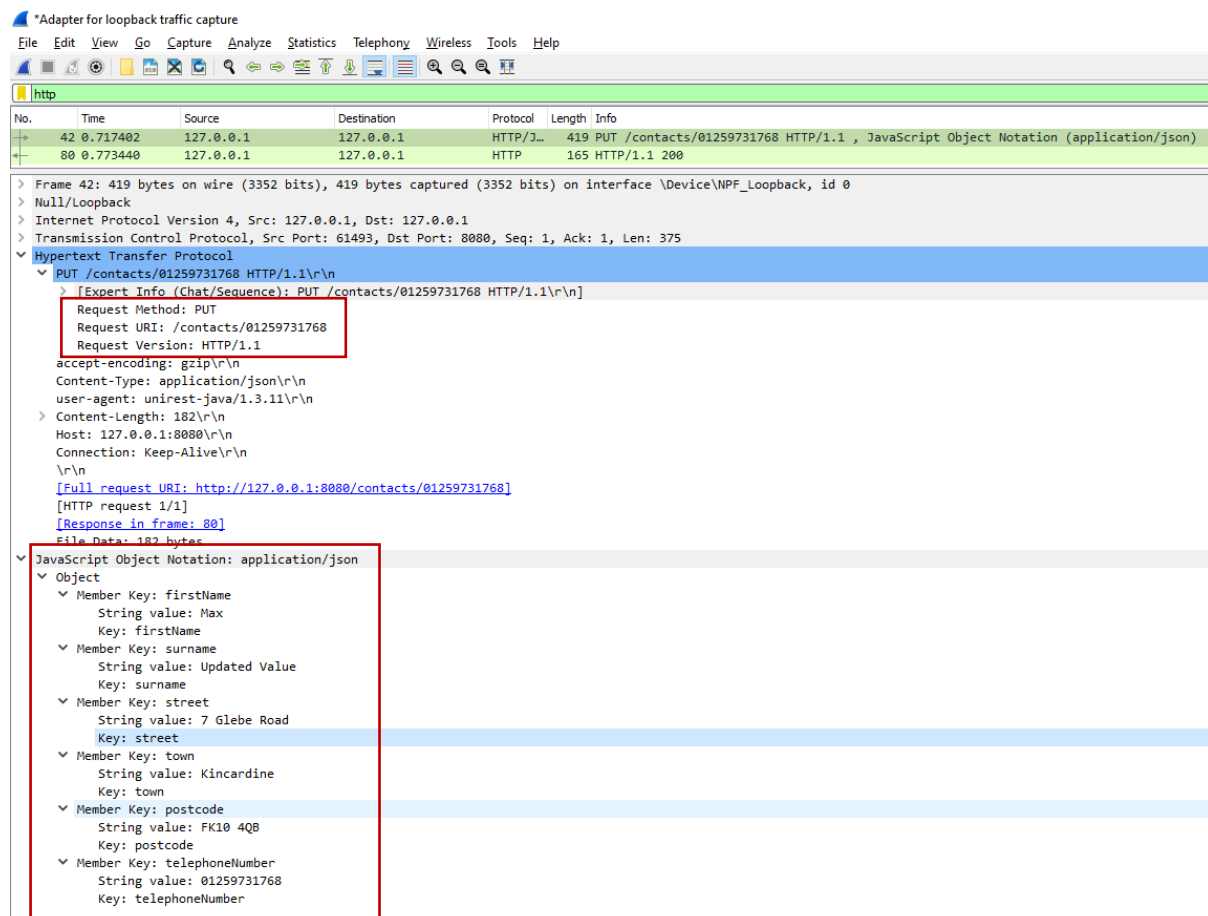 *Adapter for loopback traffic capture
File Edit View Go Capture Analyze Statistics Telephony Wireless Tools Help
http
No. Time Source Destination Protocol Length Info
42 0.717402 127.0.0.1 127.0.0.1 HTTP/J… 419 PUT /contacts/01259731768 HTTP/1.1 , JavaScript Object Notation (application/json)
80 0.773440 127.0.0.1 127.0.0.1 HTTP 165 HTTP/1.1 200
Frame 42: 419 bytes on wire (3352 bits), 419 bytes captured (3352 bits) on interface \Device\NPF_Loopback, id 0
Null/Loopback
Internet Protocol Version 4, Src: 127.0.0.1, Dst: 127.0.0.1
Transmission Control Protocol, Src Port: 61493, Dst Port: 8080, Seq: 1, Ack: 1, Len: 375
Hypertext Transfer Protocol
PUT /contacts/01259731768 HTTP/1.1\r\n
[Expert Info (Chat/Sequence): PUT /contacts/01259731768 HTTP/1.1\r\n]
Request Method: PUT
Request URI: /contacts/01259731768
Request Version: HTTP/1.1
accept-encoding: gzip\r\n
Content-Type: application/json\r\n
user-agent: unirest-java/1.3.11\r\n
Content-Length: 182\r\n
Host: 127.0.0.1:8080\r\n
Connection: Keep-Alive\r\n
\r\n
[Full request URI: http://127.0.0.1:8080/contacts/01259731768]
[HTTP request 1/1]
[Response in frame: 80]
File Data: 182 bytes
JavaScript Object Notation: application/json
Object
Member Key: firstName
String value: Max
Key: firstName
Member Key: surname
String value: Updated Value
Key: surname
Member Key: street
String value: 7 Glebe Road
Key: street
Member Key: town
String value: Kincardine
Key: town
Member Key: postcode
String value: FK10 4QB
Key: postcode
Member Key: telephoneNumber
String value: 01259731768
Key: telephoneNumber